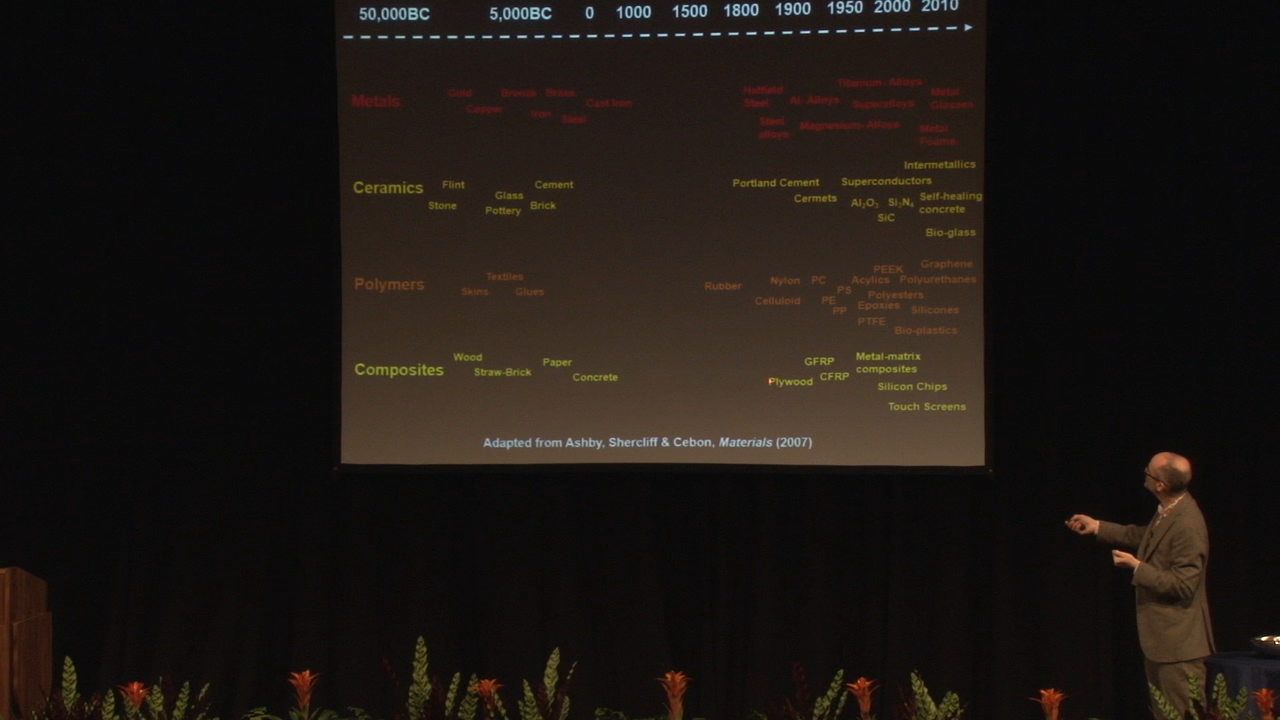 50,000BC 5,000BC 0 1000 1500 1800 1900 1950 2000 2010
Metals
Gold
Bronze
Brass
Copper
Iron
Cast Iron
Steel
Hatfield
Steel
Al-Alloys
Titanium-Alloys
Superalloys
Metal
Glasses
Steel
alloys
Magnesium-Alloys
Metal
Foams
Ceramics
Flint
Cement
Glass
Stone
Pottery
Brick
Intermetallics
Portland Cement
Superconductors
Cermets
Al₂O₃
Si₃N₄
Self-healing
concrete
SiC
Bio-glass
Polymers
Textiles
Skins
Glues
Rubber
Nylon
PC
PEEK
Graphene
Acylics
Polyurethanes
PS
Polyesters
Celluloid
PE
PP
Epoxies
Silicones
PTFE
Bio-plastics
Composites
Wood
Paper
Straw-Brick
Concrete
GFRP
Metal-matrix
composites
Plywood
CFRP
Silicon Chips
Touch Screens
Adapted from Ashby, Shercliff & Cebon, Materials (2007)